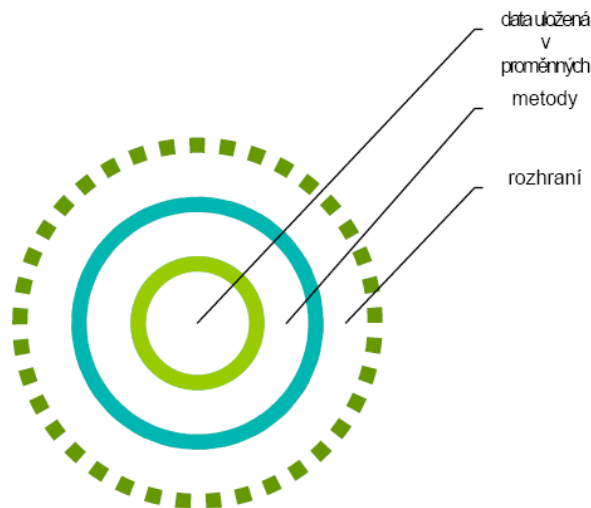 data uložená
v
proměnných
metody
rozhraní